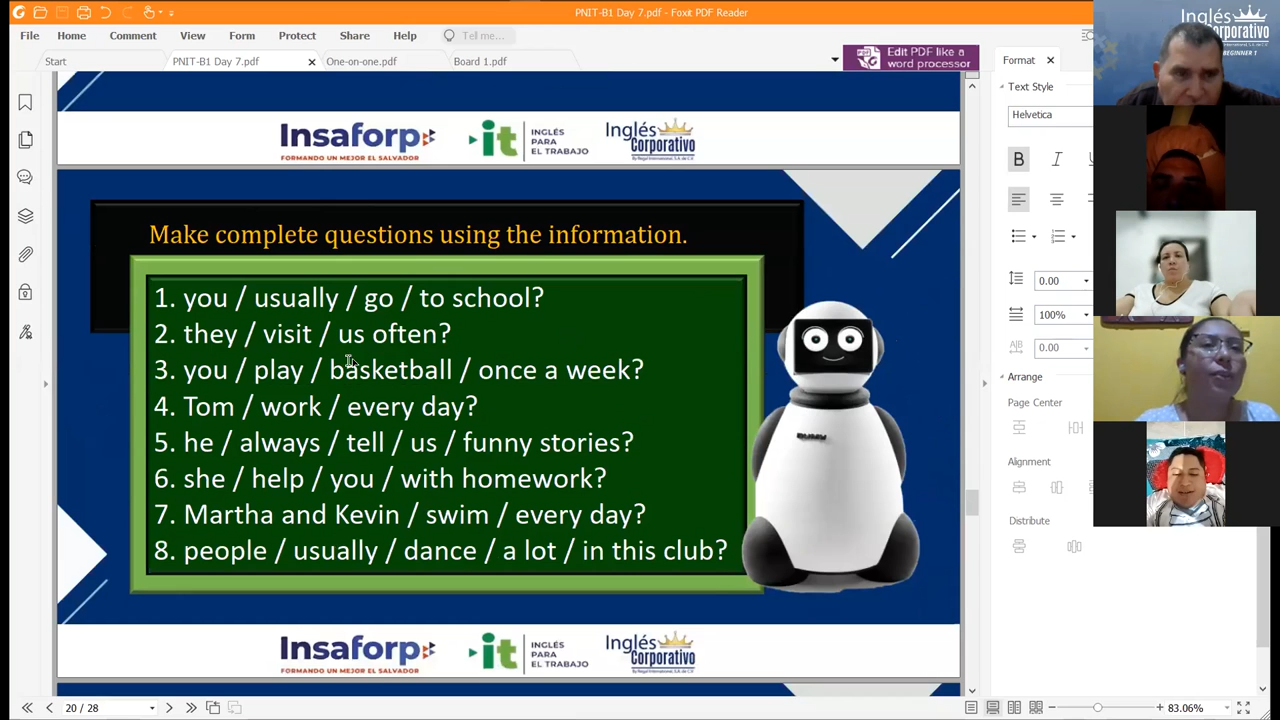 PNIT-B1 Day 7.pdf - Foxit PDF Reader
File Home Comment View Form Protect Share Help Tell me...
Start PNIT-B1 Day 7.pdf One-on-one.pdf Board 1.pdf
Edit PDF like a
word processor
Insaforp
FORMANDO UN MEJOR EL SALVADOR
it
INGLÉS
PARA
EL TRABAJO
Inglés
Corporativo
Make complete questions using the information.
1. you / usually / go / to school?
2. they / visit / us often?
3. you / play / basketball / once a week?
4. Tom / work / every day?
5. he / always / tell / us / funny stories?
6. she / help / you / with homework?
7. Martha and Kevin / swim / every day?
8. people / usually / dance / a lot / in this club?
Insaforp
FORMANDO UN MEJOR EL SALVADOR
it
INGLÉS
PARA
EL TRABAJO
Inglés
Corporativo
20 / 28
83.06%
Format
Text Style
Helvetica
B I U
0.00
100%
0.00
Arrange
Page Center
Alignment
Distribute
Inglés
Corporativo
BEGINNER 1